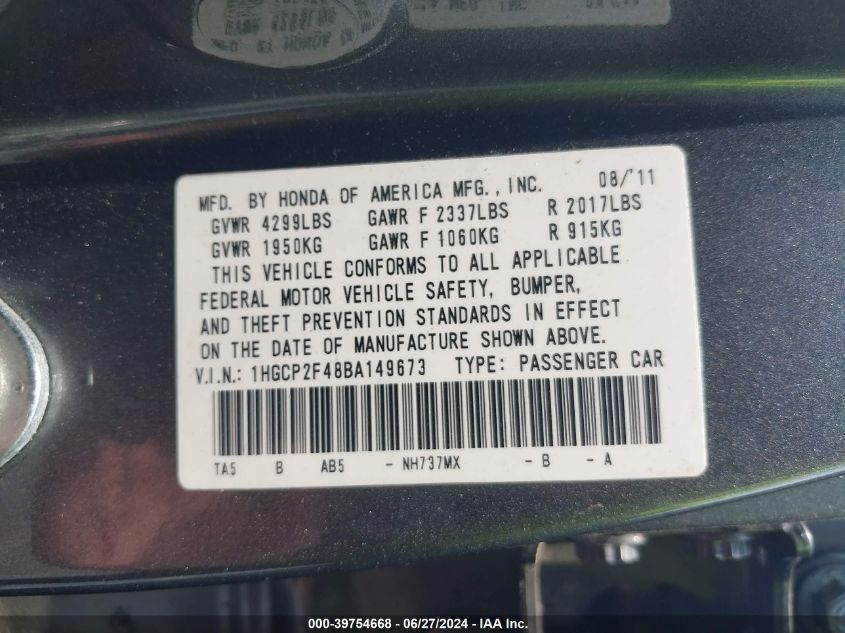 MFD. BY HONDA OF AMERICA MFG., INC. 08/'11
GVWR 4299LBS GAWR F 2337LBS R 2017LBS
GVWR 1950KG GAWR F 1060KG R 915KG
THIS VEHICLE CONFORMS TO ALL APPLICABLE
FEDERAL MOTOR VEHICLE SAFETY, BUMPER,
AND THEFT PREVENTION STANDARDS IN EFFECT
ON THE DATE OF MANUFACTURE SHOWN ABOVE.
V.I.N.: 1HGCP2F48BA149673 TYPE: PASSENGER CAR
TA5 B AB5 - NH737MX - B - A
000-39754668 - 06/27/2024 - IAA Inc.